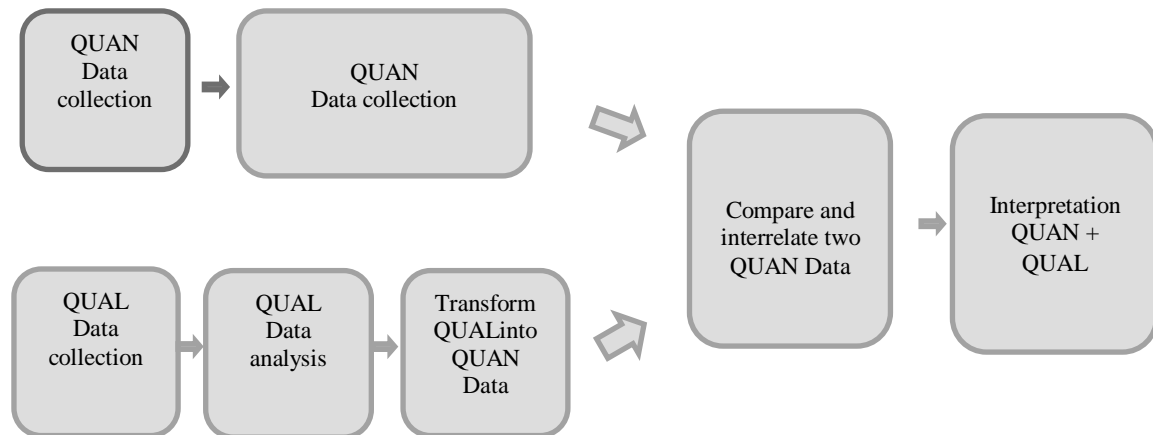 QUAN
Data
collection
QUAN
Data collection
QUAL
Data
collection
QUAL
Data
analysis
Transform
QUALinto
QUAN
Data
Compare and
interrelate two
QUAN Data
Interpretation
QUAN +
QUAL